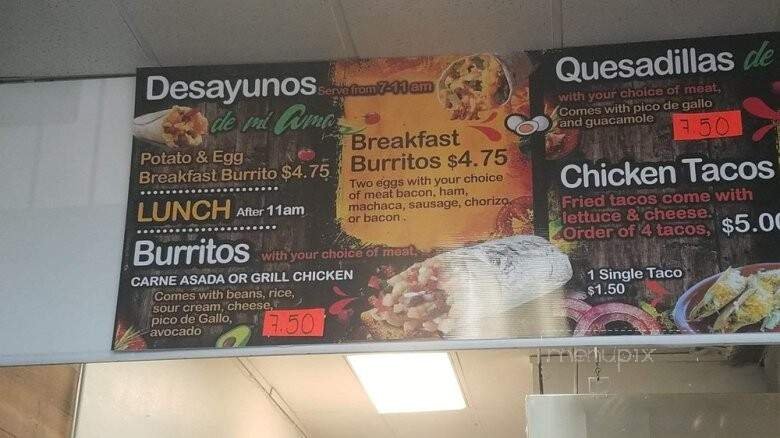 Desayunos Serve from 7-11 am
de mi Ama
Potato & Egg
Breakfast Burrito $4.75
LUNCH After 11am
Burritos with your choice of meat,
CARNE ASADA OR GRILL CHICKEN
Comes with beans, rice,
sour cream, cheese,
pico de Gallo,
avocado
7.50
Breakfast
Burritos $4.75
Two eggs with your choice
of meat bacon, ham,
machaca, sausage, chorizo,
or bacon.
Quesadillas de
with your choice of meat,
Comes with pico de gallo
and guacamole
7.50
Chicken Tacos
Fried tacos come with
lettuce & cheese.
Order of 4 tacos, $5.00
1 Single Taco
$1.50
menupix